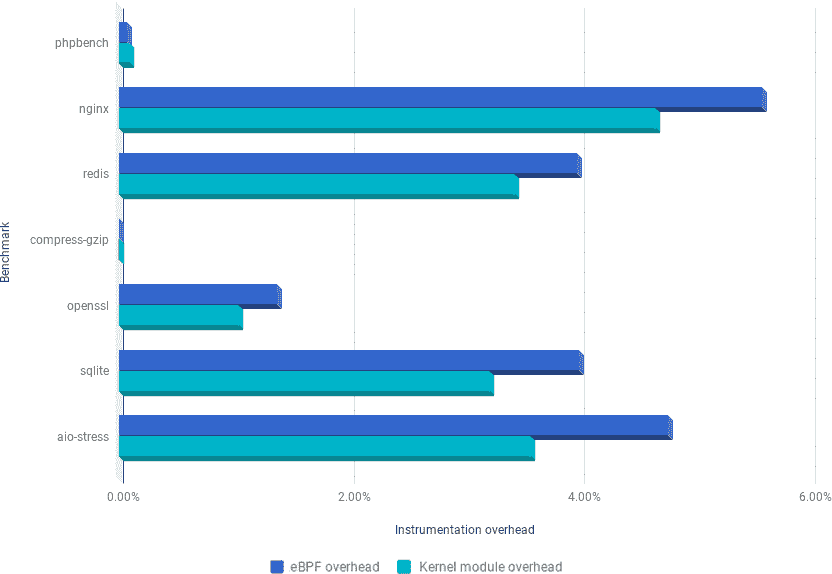 phpbench
nginx
redis
compress-gzip
openssl
sqlite
aio-stress
Benchmark
0.00% 2.00% 4.00% 6.00%
Instrumentation overhead
eBPF overhead Kernel module overhead